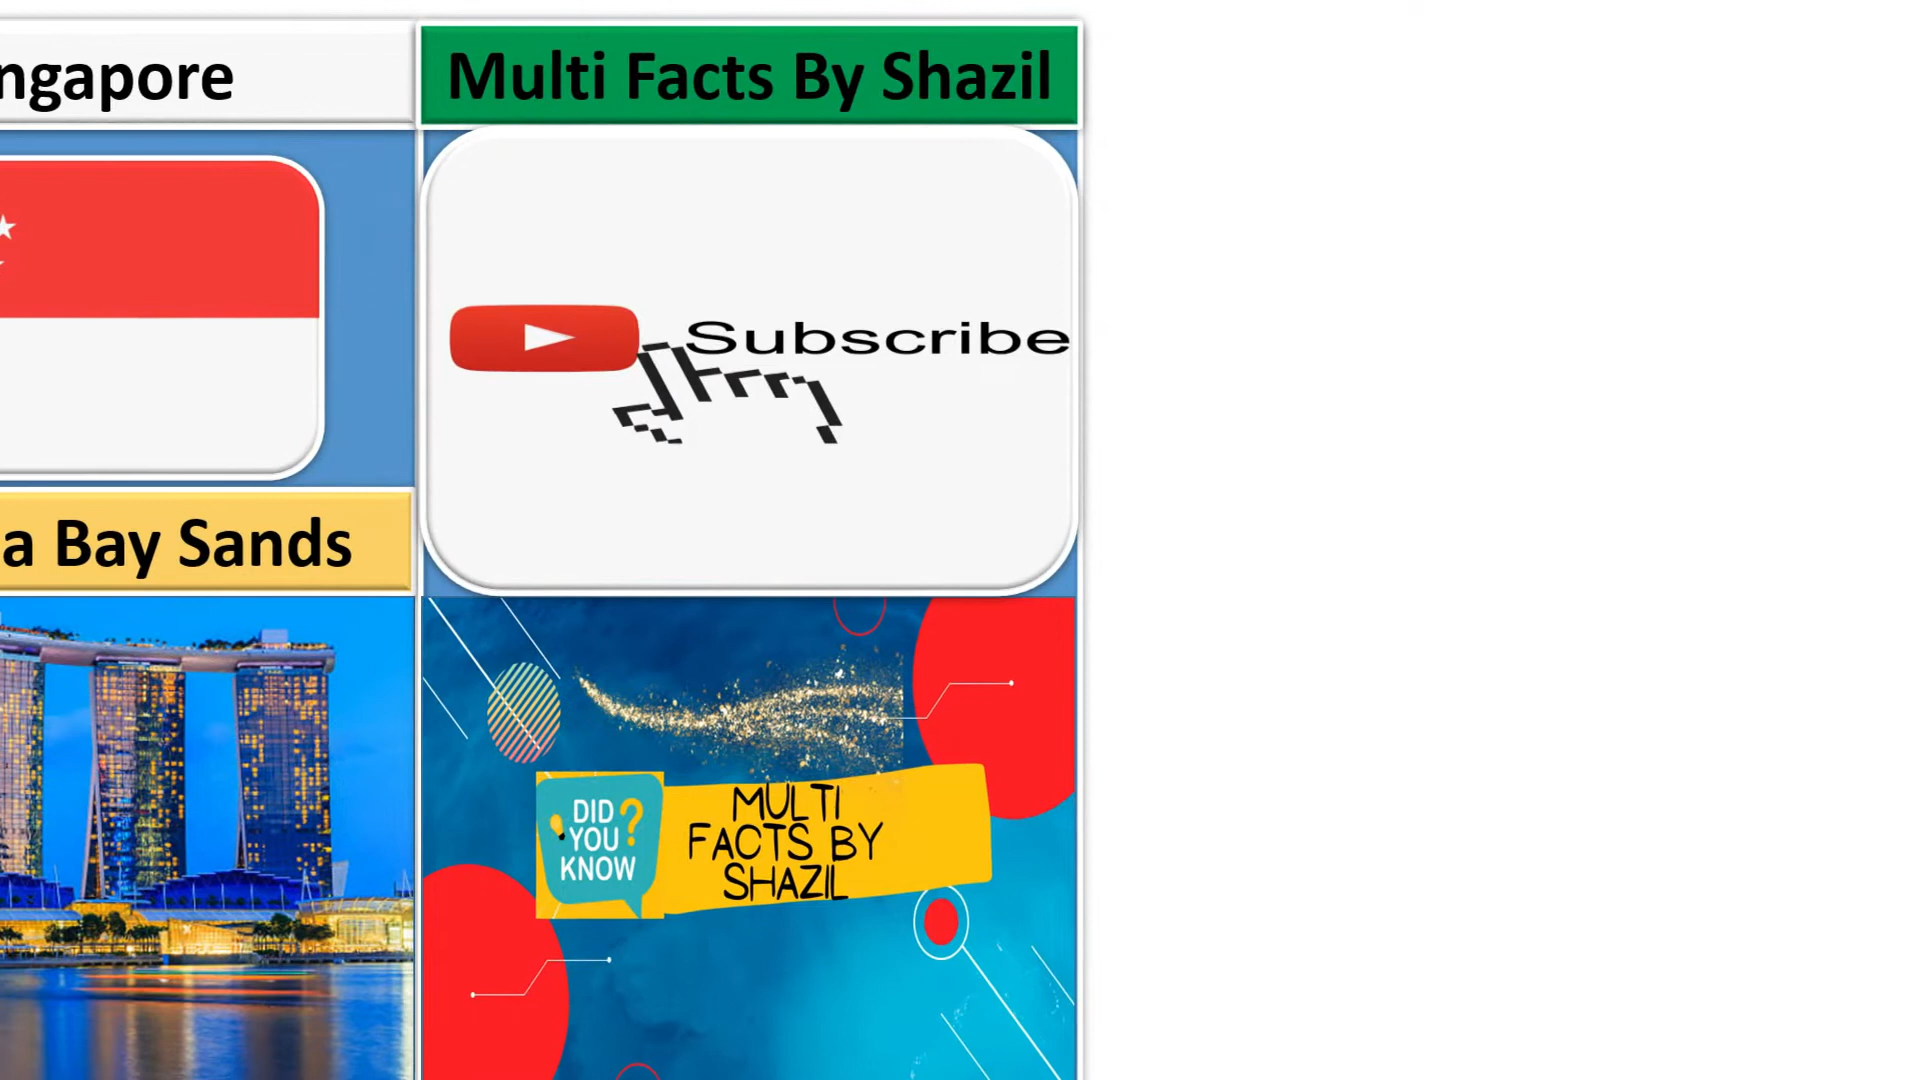 ngapore
Multi Facts By Shazil
Subscribe
a Bay Sands
DID
YOU
KNOW
?
MULTI
FACTS BY
SHAZIL